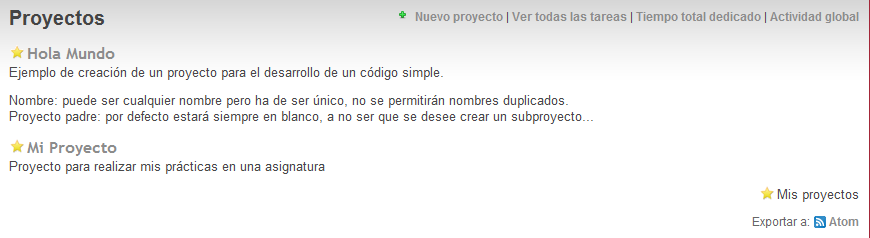 Proyectos
Nuevo proyecto | Ver todas las tareas | Tiempo total dedicado | Actividad global
Hola Mundo
Ejemplo de creación de un proyecto para el desarrollo de un código simple.
Nombre: puede ser cualquier nombre pero ha de ser único, no se permitirán nombres duplicados.
Proyecto padre: por defecto estará siempre en blanco, a no ser que se desee crear un subproyecto...
Mi Proyecto
Proyecto para realizar mis prácticas en una asignatura
Mis proyectos
Exportar a: Atom